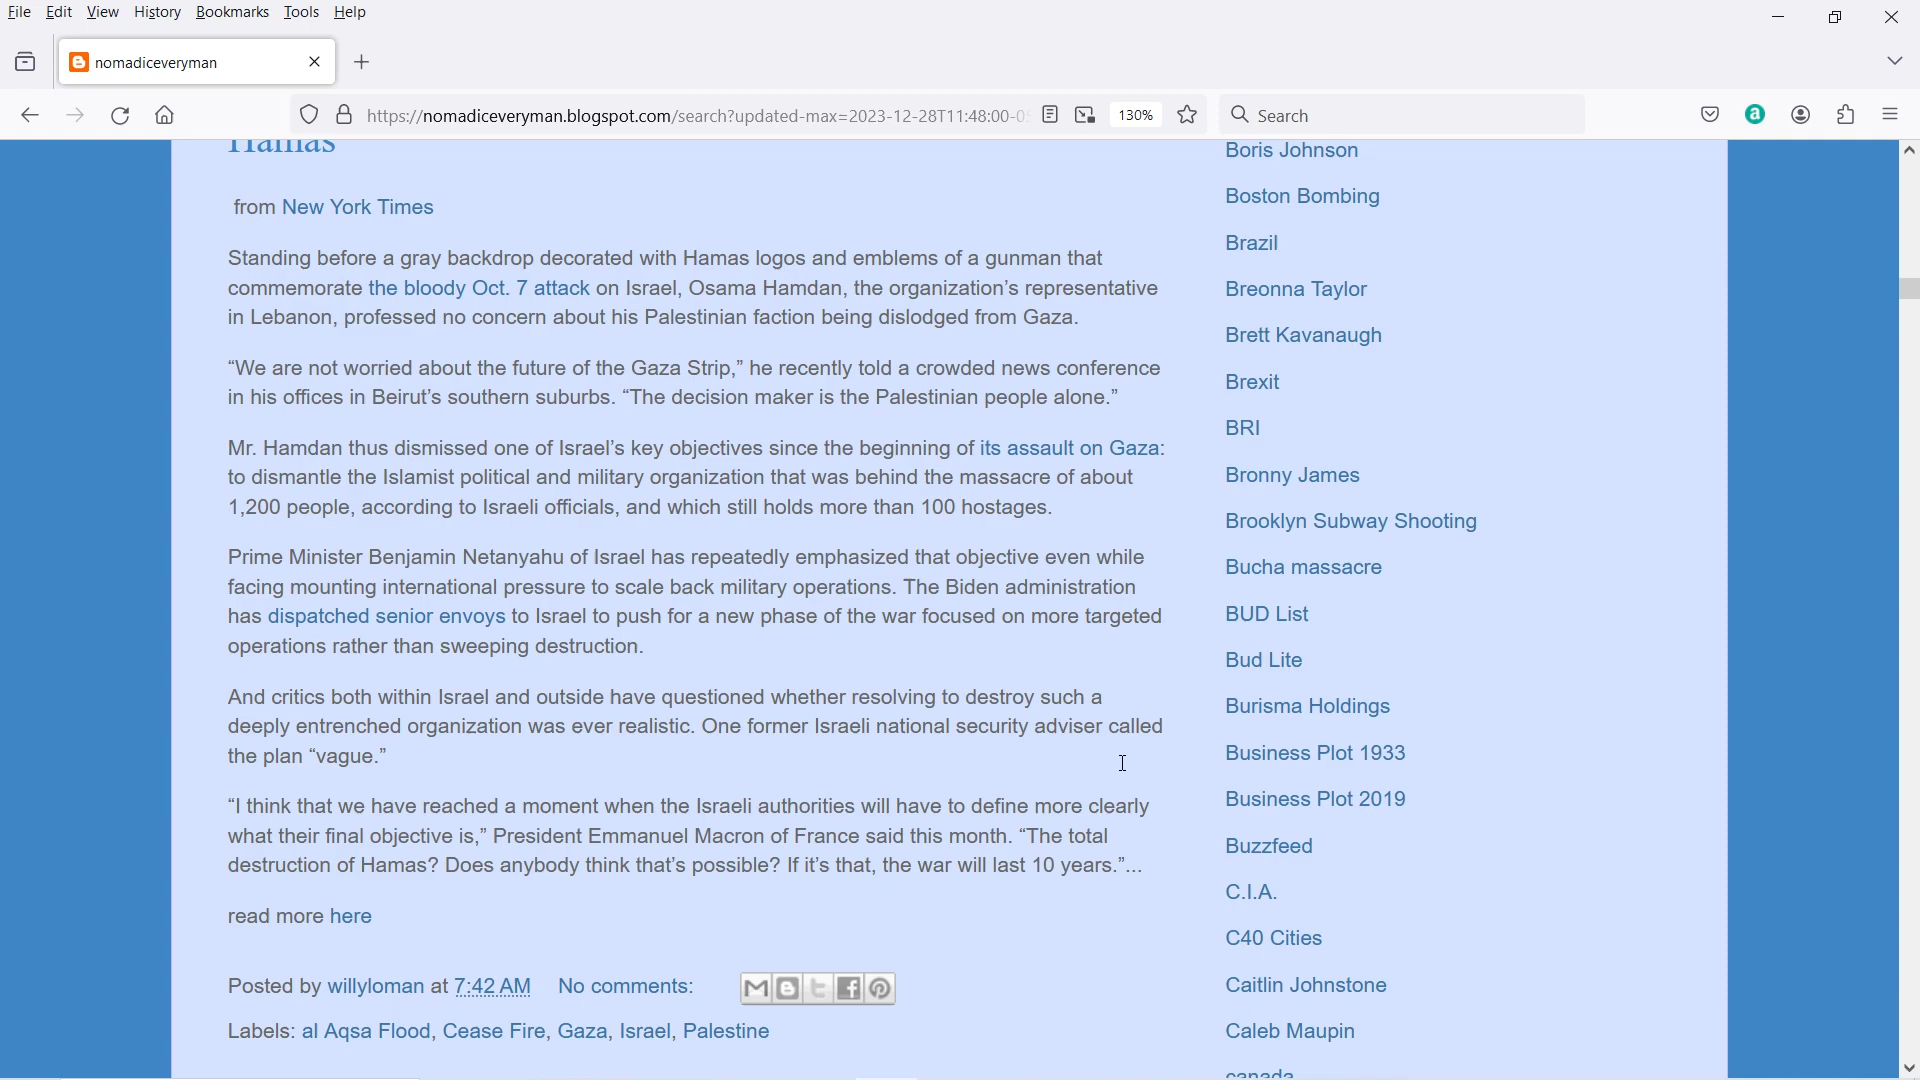 File Edit View History Bookmarks Tools Help
nomadiceveryman
https://nomadiceveryman.blogspot.com/search?updated-max=2023-12-28T11:48:00-0
130%
Search
Hamas
from New York Times
Standing before a gray backdrop decorated with Hamas logos and emblems of a gunman that
commemorate the bloody Oct. 7 attack on Israel, Osama Hamdan, the organization’s representative
in Lebanon, professed no concern about his Palestinian faction being dislodged from Gaza.
“We are not worried about the future of the Gaza Strip,” he recently told a crowded news conference
in his offices in Beirut’s southern suburbs. “The decision maker is the Palestinian people alone.”
Mr. Hamdan thus dismissed one of Israel’s key objectives since the beginning of its assault on Gaza:
to dismantle the Islamist political and military organization that was behind the massacre of about
1,200 people, according to Israeli officials, and which still holds more than 100 hostages.
Prime Minister Benjamin Netanyahu of Israel has repeatedly emphasized that objective even while
facing mounting international pressure to scale back military operations. The Biden administration
has dispatched senior envoys to Israel to push for a new phase of the war focused on more targeted
operations rather than sweeping destruction.
And critics both within Israel and outside have questioned whether resolving to destroy such a
deeply entrenched organization was ever realistic. One former Israeli national security adviser called
the plan “vague.”
“I think that we have reached a moment when the Israeli authorities will have to define more clearly
what their final objective is,” President Emmanuel Macron of France said this month. “The total
destruction of Hamas? Does anybody think that’s possible? If it’s that, the war will last 10 years.”...
read more here
Posted by willyloman at 7:42 AM No comments:
Labels: al Aqsa Flood, Cease Fire, Gaza, Israel, Palestine
Boris Johnson
Boston Bombing
Brazil
Breonna Taylor
Brett Kavanaugh
Brexit
BRI
Bronny James
Brooklyn Subway Shooting
Bucha massacre
BUD List
Bud Lite
Burisma Holdings
Business Plot 1933
Business Plot 2019
Buzzfeed
C.I.A.
C40 Cities
Caitlin Johnstone
Caleb Maupin
canada